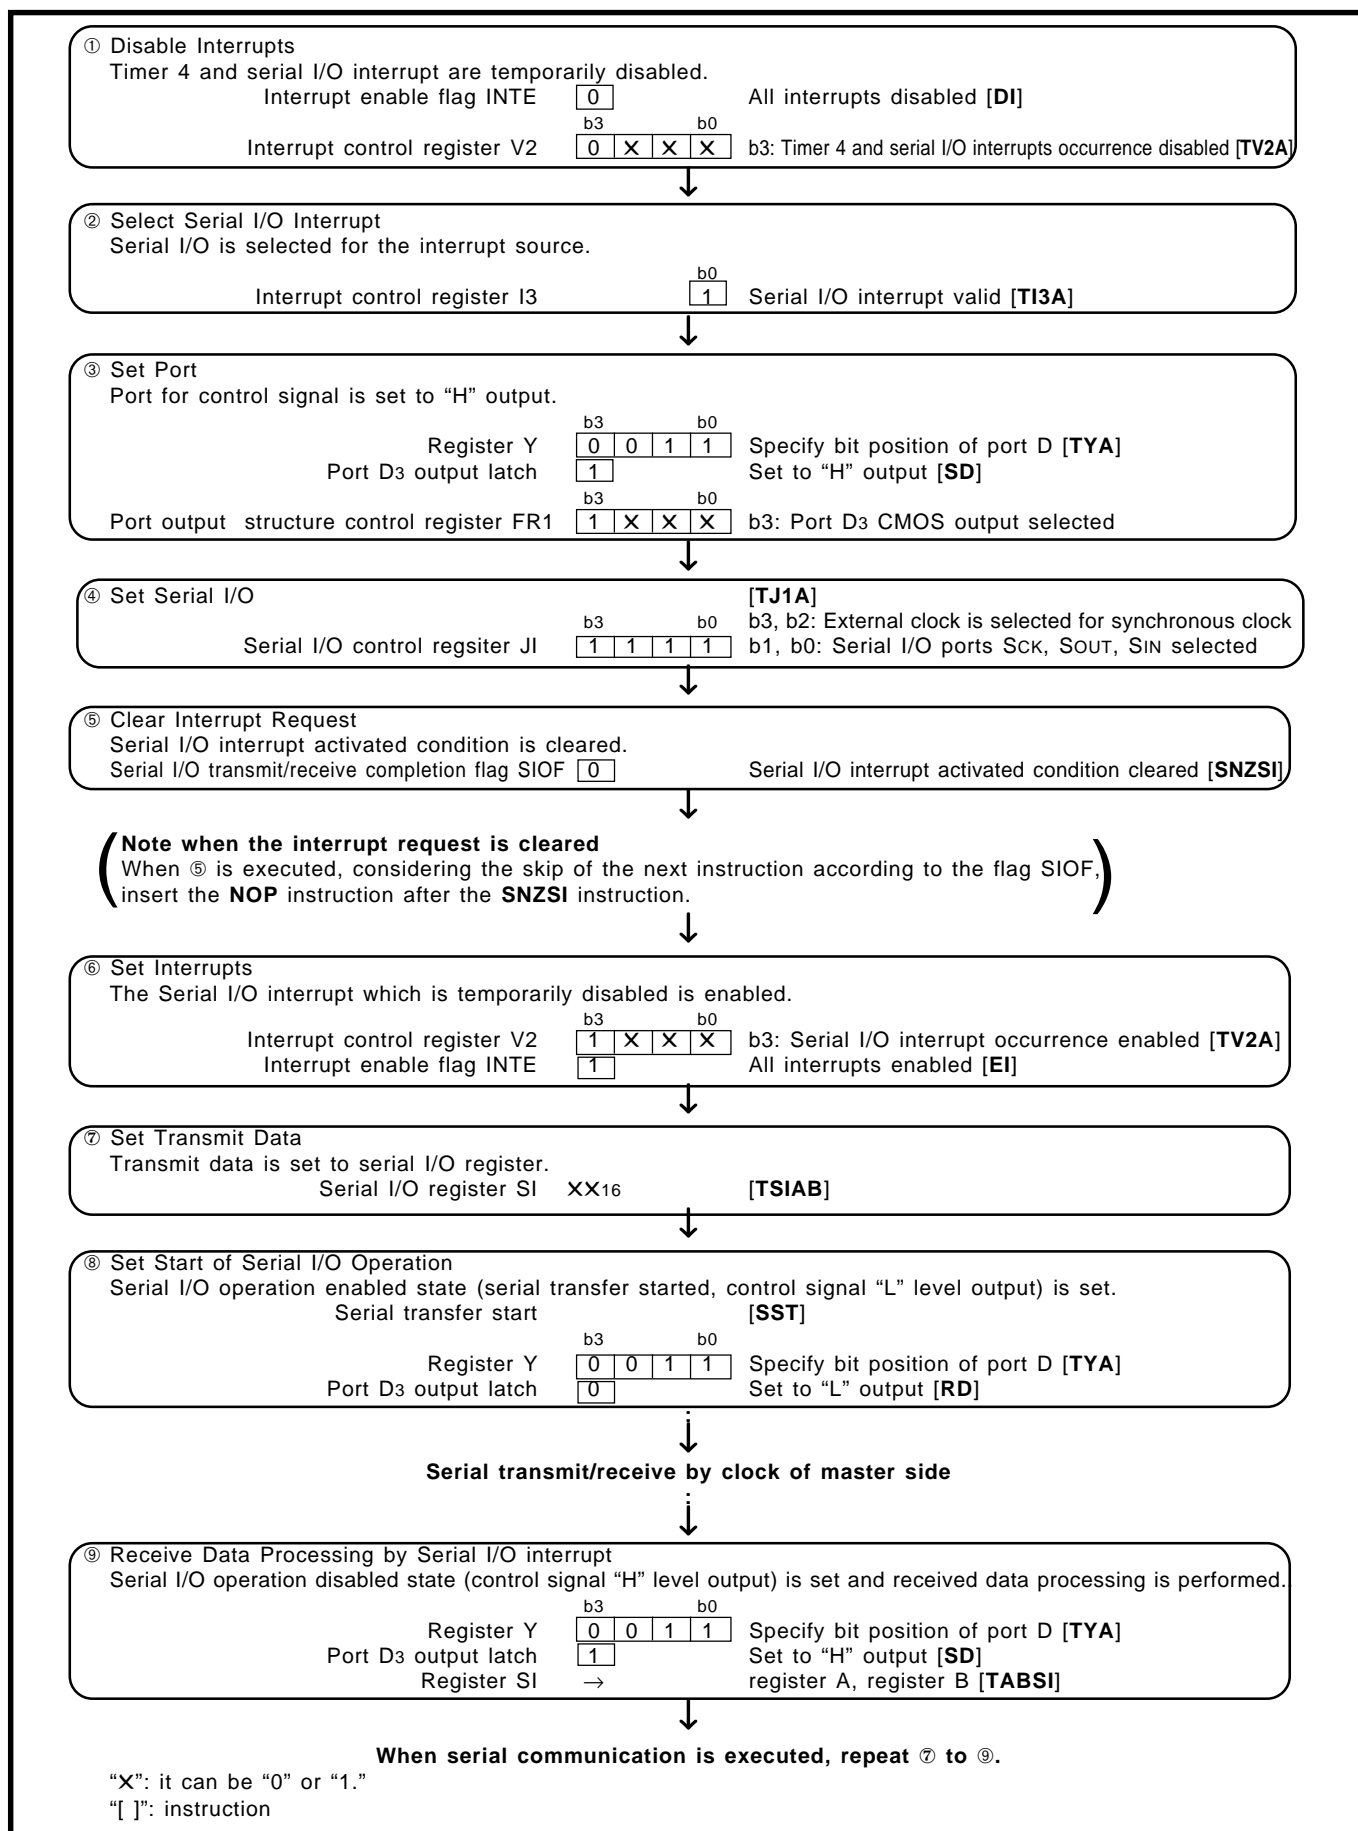 ① Disable Interrupts
Timer 4 and serial I/O interrupt are temporarily disabled.
Interrupt enable flag INTE 0 All interrupts disabled [DI]
b3 b0
Interrupt control register V2 0 X X X b3: Timer 4 and serial I/O interrupts occurrence disabled [TV2A]
↓
② Select Serial I/O Interrupt
Serial I/O is selected for the interrupt source.
b0
Interrupt control register I3 1 Serial I/O interrupt valid [TI3A]
↓
③ Set Port
Port for control signal is set to “H” output.
b3 b0
Register Y 0 0 1 1 Specify bit position of port D [TYA]
Port D3 output latch 1 Set to “H” output [SD]
b3 b0
Port output structure control register FR1 1 X X X b3: Port D3 CMOS output selected
↓
④ Set Serial I/O [TJ1A]
b3 b0 b3, b2: External clock is selected for synchronous clock
Serial I/O control regsiter JI 1 1 1 1 b1, b0: Serial I/O ports SCK, SOUT, SIN selected
↓
⑤ Clear Interrupt Request
Serial I/O interrupt activated condition is cleared.
Serial I/O transmit/receive completion flag SIOF 0 Serial I/O interrupt activated condition cleared [SNZSI]
↓
(Note when the interrupt request is cleared
When ⑤ is executed, considering the skip of the next instruction according to the flag SIOF,
insert the NOP instruction after the SNZSI instruction.)
↓
⑥ Set Interrupts
The Serial I/O interrupt which is temporarily disabled is enabled.
b3 b0
Interrupt control register V2 1 X X X b3: Serial I/O interrupt occurrence enabled [TV2A]
Interrupt enable flag INTE 1 All interrupts enabled [EI]
↓
⑦ Set Transmit Data
Transmit data is set to serial I/O register.
Serial I/O register SI XX16 [TSIAB]
↓
⑧ Set Start of Serial I/O Operation
Serial I/O operation enabled state (serial transfer started, control signal “L” level output) is set.
Serial transfer start [SST]
b3 b0
Register Y 0 0 1 1 Specify bit position of port D [TYA]
Port D3 output latch 0 Set to “L” output [RD]
↓
Serial transmit/receive by clock of master side
↓
⑨ Receive Data Processing by Serial I/O interrupt
Serial I/O operation disabled state (control signal “H” level output) is set and received data processing is performed..
b3 b0
Register Y 0 0 1 1 Specify bit position of port D [TYA]
Port D3 output latch 1 Set to “H” output [SD]
Register SI → register A, register B [TABSI]
↓
When serial communication is executed, repeat ⑦ to ⑨.
“X”: it can be “0” or “1.”
“[ ]”: instruction